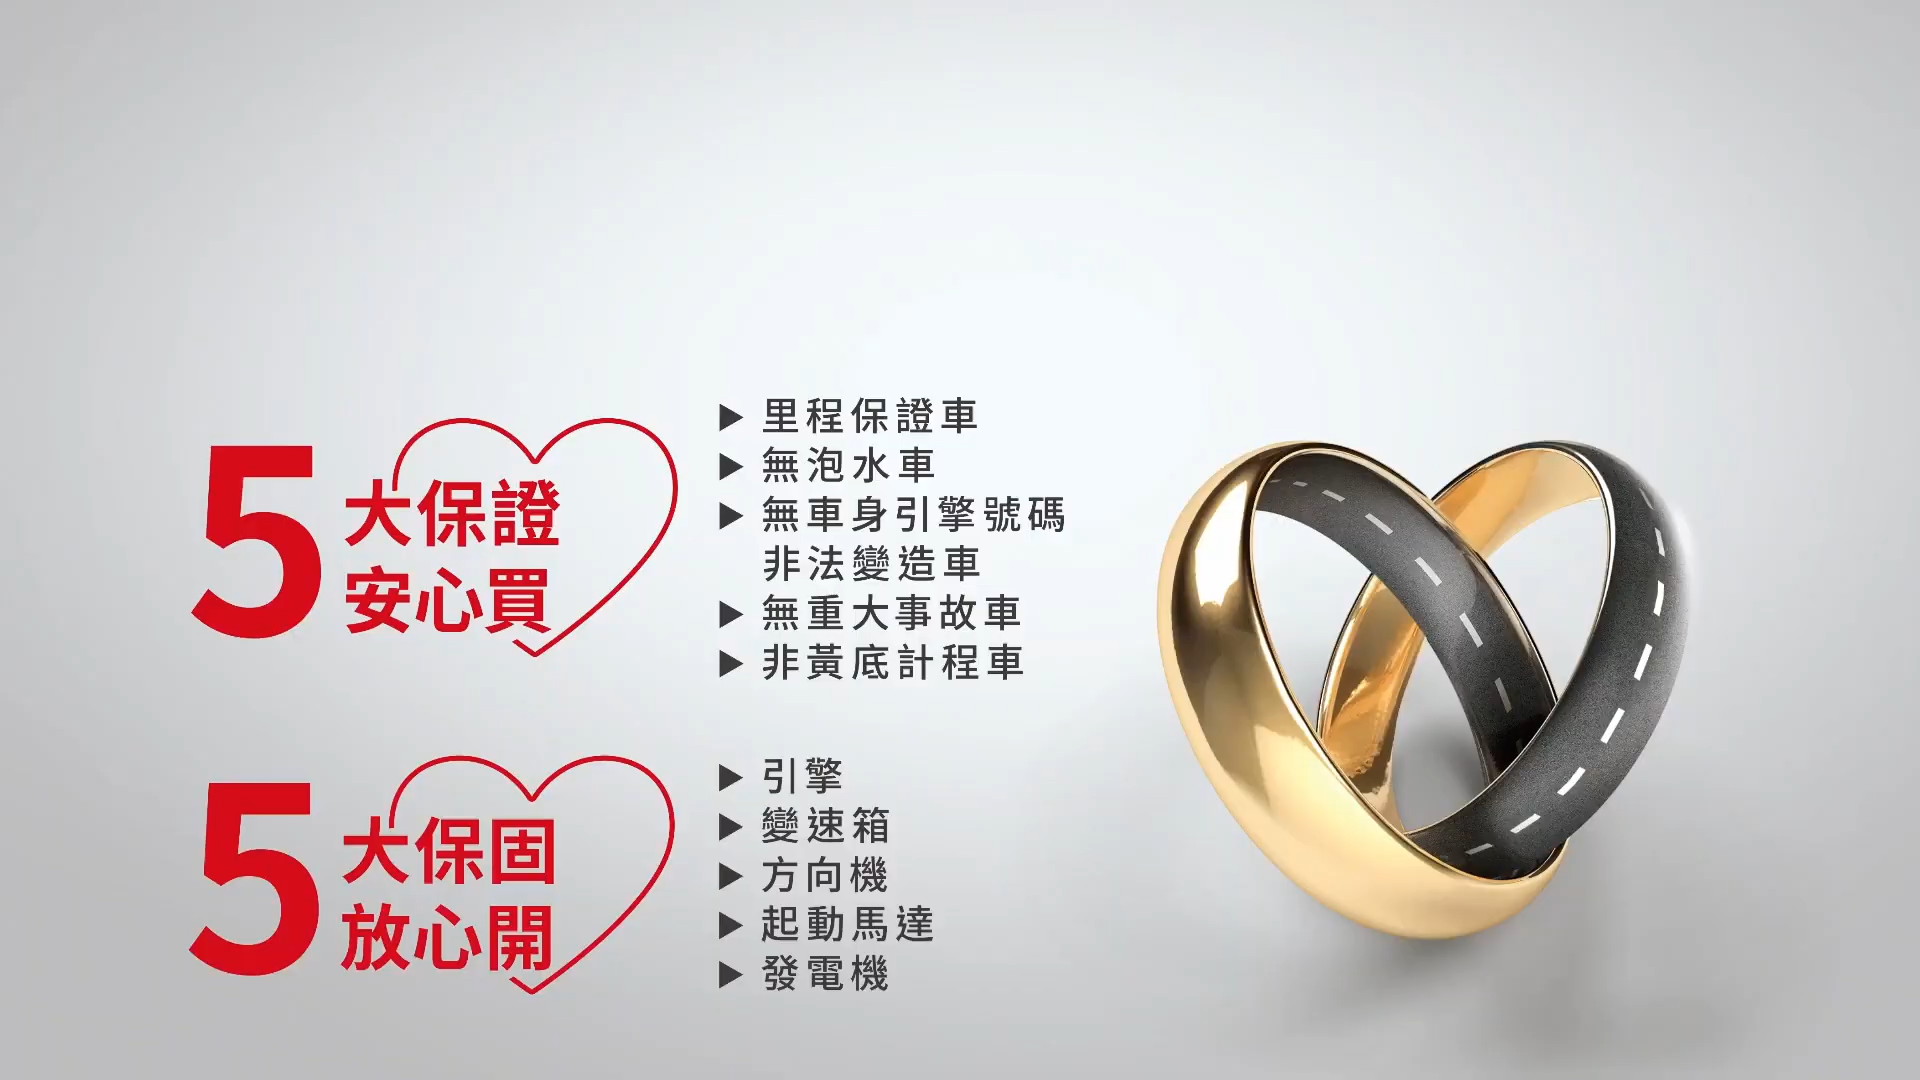 5
大保證
安心買
▶ 里程保證車
▶ 無泡水車
▶ 無車身引擎號碼
非法變造車
▶ 無重大事故車
▶ 非黃底計程車
5
大保固
放心開
▶ 引擎
▶ 變速箱
▶ 方向機
▶ 起動馬達
▶ 發電機